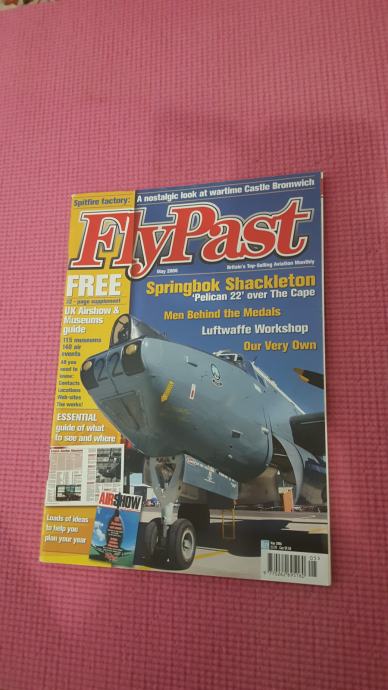 Spitfire factory: A nostalgic look at wartime Castle Bromwich
FlyPast
May 2006
Britain's Top-Selling Aviation Monthly
FREE
32 - page supplement
UK Airshow &
Museums
guide
115 museums
140 air
events
All you
need to
know:
Contacts
Locations
Web-sites
The works!
ESSENTIAL
guide of what
to see and where
Springbok Shackleton
'Pelican 22' over The Cape
Men Behind the Medals
Luftwaffe Workshop
Our Very Own
22
AIRSHOW
Loads of ideas
to help you
plan your year
May 2006
05